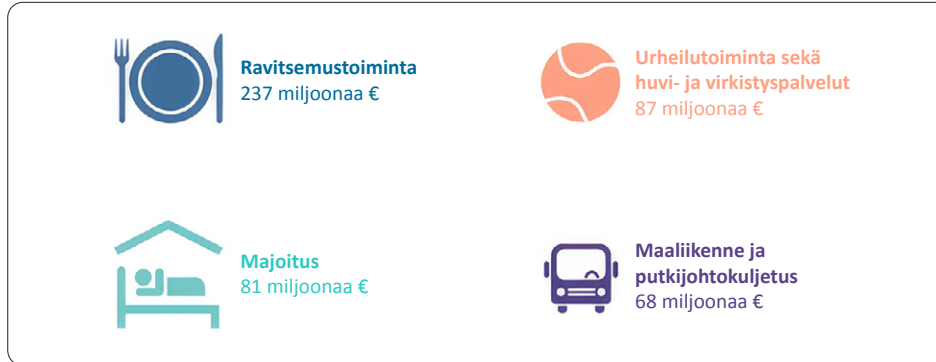 Ravitsemustoiminta
237 miljoonaa €
Urheilutoiminta sekä
huvi- ja virkistyspalvelut
87 miljoonaa €
Majoitus
81 miljoonaa €
Maaliikenne ja
putkijohtokuljetus
68 miljoonaa €